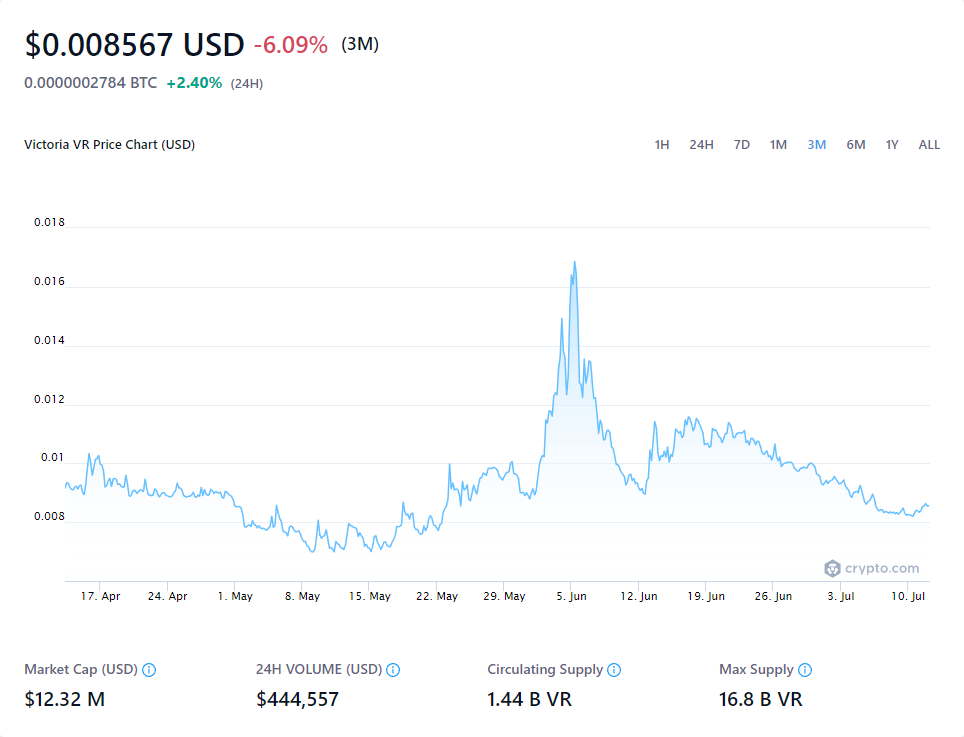 $0.008567 USD -6.09% (3M)
0.0000002784 BTC +2.40% (24H)
Victoria VR Price Chart (USD)
1H 24H 7D 1M 3M 6M 1Y ALL
0.018
0.016
0.014
0.012
0.01
0.008
crypto.com
17. Apr 24. Apr 1. May 8. May 15. May 22. May 29. May 5. Jun 12. Jun 19. Jun 26. Jun 3. Jul 10. Jul
Market Cap (USD) 24H VOLUME (USD) Circulating Supply Max Supply
$12.32 M $444,557 1.44 B VR 16.8 B VR